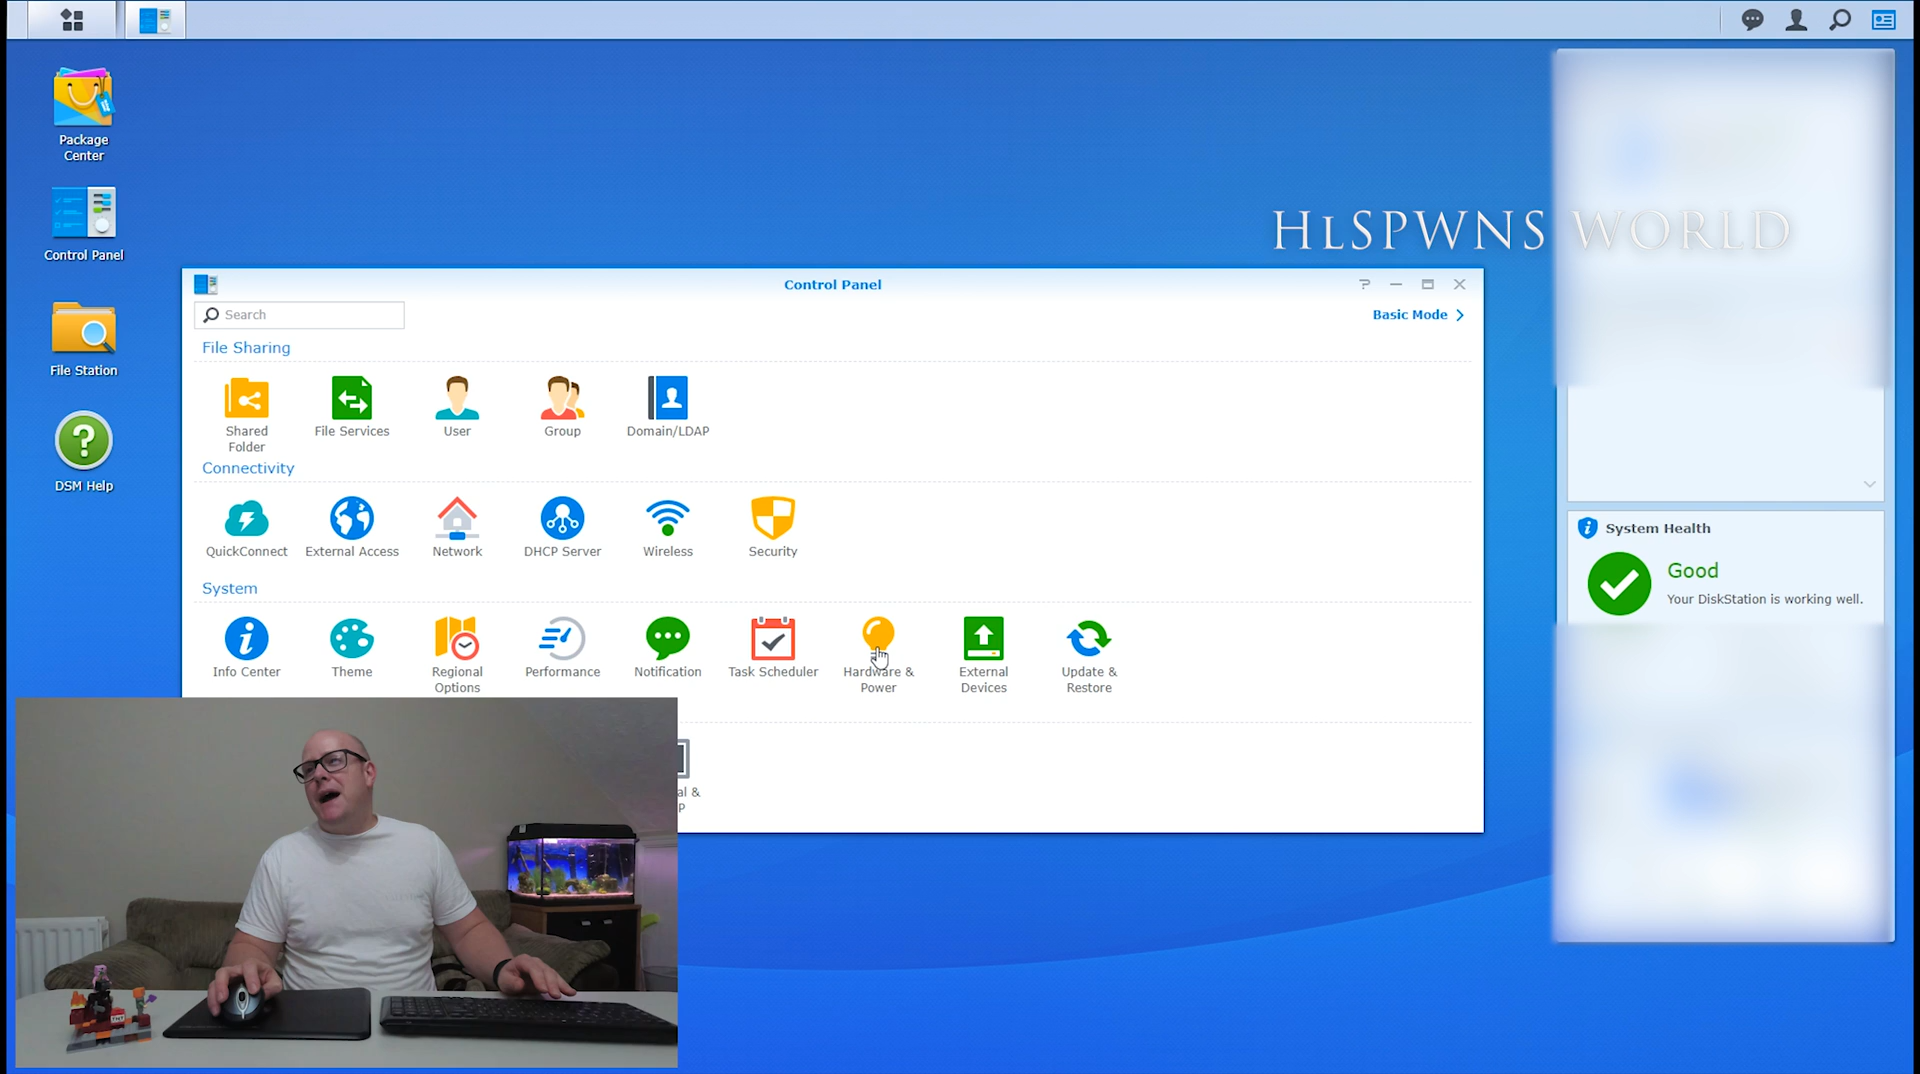 Package
Center
Control Panel
File Station
DSM Help
HLSPWNS WORLD
Control Panel
Search
Basic Mode
File Sharing
Shared
Folder
File Services
User
Group
Domain/LDAP
Connectivity
QuickConnect
External Access
Network
DHCP Server
Wireless
Security
System
Info Center
Theme
Regional
Options
Performance
Notification
Task Scheduler
Hardware &
Power
External
Devices
Update &
Restore
al &
p
System Health
Good
Your DiskStation is working well.